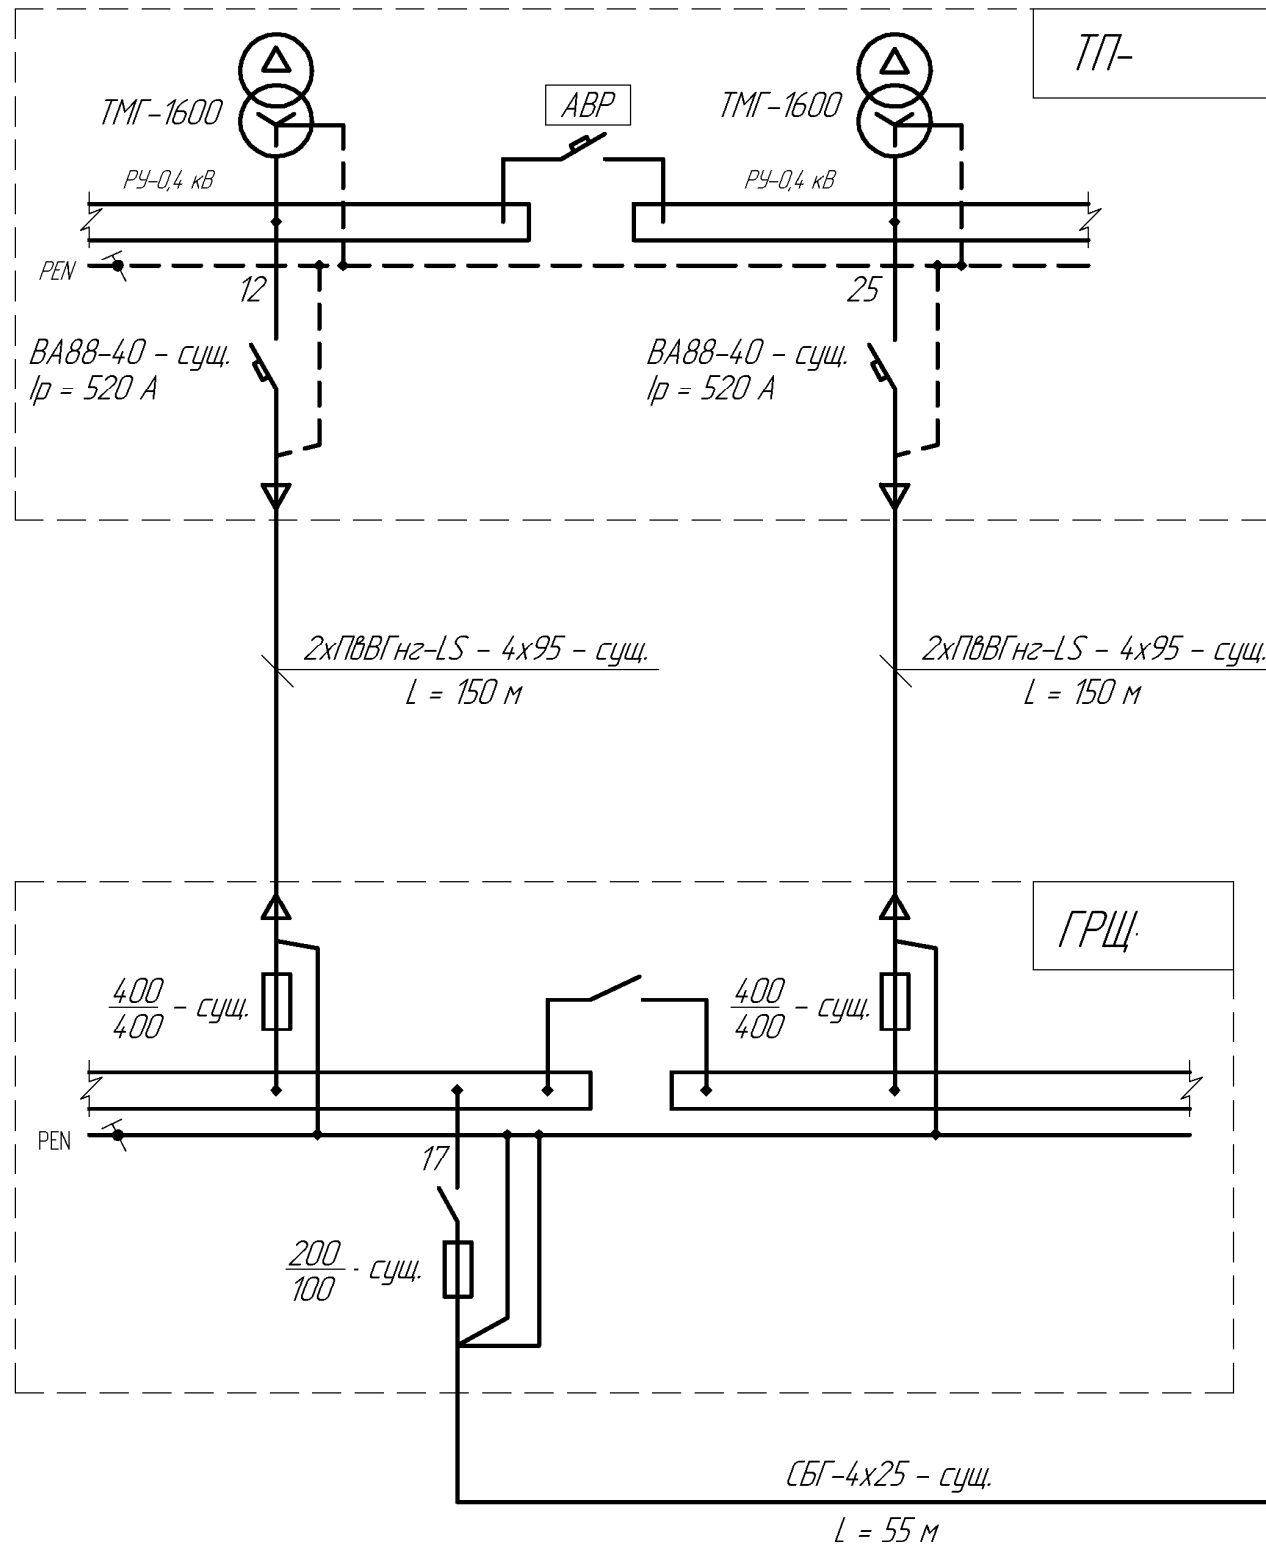 ТП-
ТМГ-1600
АВР
ТМГ-1600
РУ-0,4 кВ
РУ-0,4 кВ
PEN
12
25
ВА88-40 - сущ.
Iр = 520 А
ВА88-40 - сущ.
Iр = 520 А
2хПвВГнг-LS - 4х95 - сущ.
L = 150 м
2хПвВГнг-LS - 4х95 - сущ.
L = 150 м
ГРЩ
400
400 - сущ.
400
400 - сущ.
PEN
17
200
100 - сущ.
СБГ-4х25 - сущ.
L = 55 м